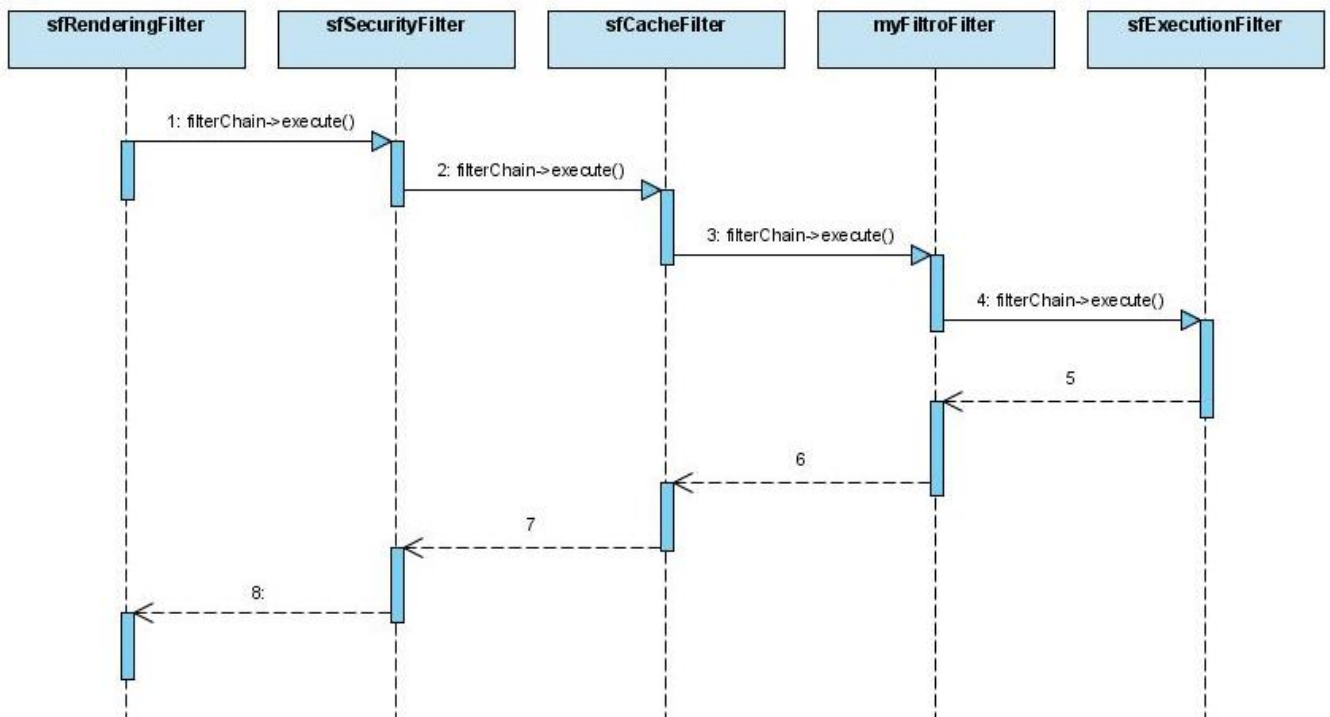 sfRenderingFilter
sfSecurityFilter
sfCacheFilter
myFiltroFilter
sfExecutionFilter
1: filterChain->execute()
2: filterChain->execute()
3: filterChain->execute()
4: filterChain->execute()
5
6
7
8: